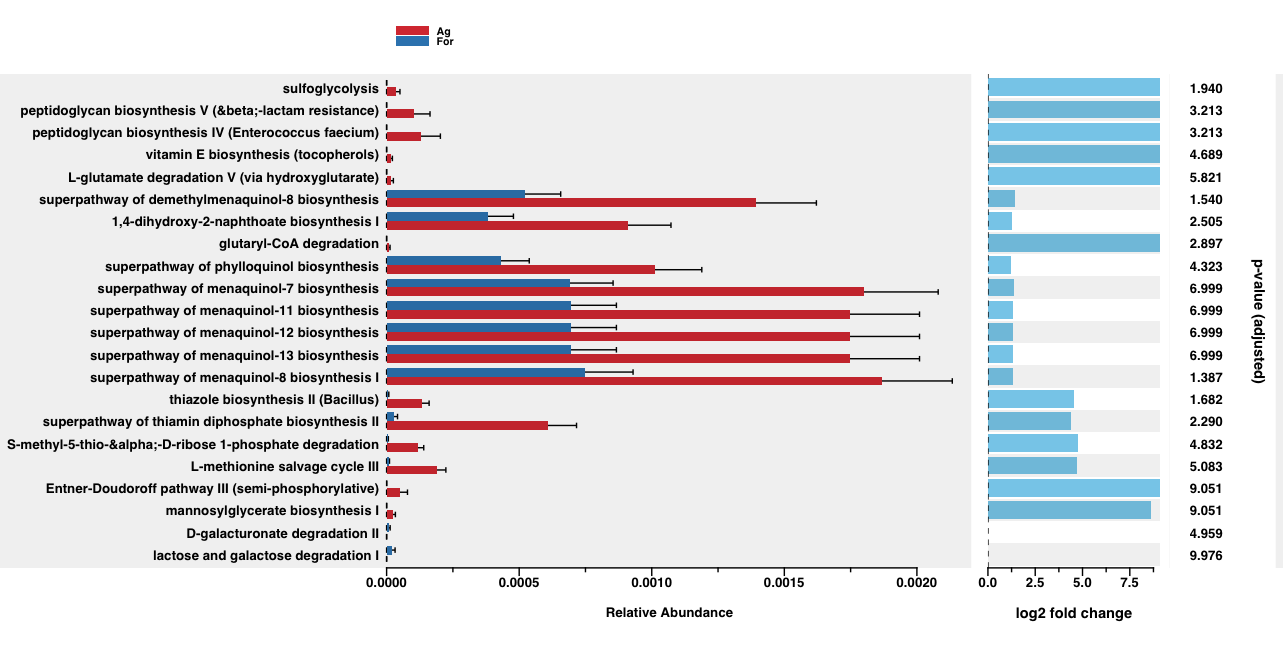 Ag
For
sulfoglycolysis 1.940
peptidoglycan biosynthesis V (&beta;-lactam resistance) 3.213
peptidoglycan biosynthesis IV (Enterococcus faecium) 3.213
vitamin E biosynthesis (tocopherols) 4.689
L-glutamate degradation V (via hydroxyglutarate) 5.821
superpathway of demethylmenaquinol-8 biosynthesis 1.540
1,4-dihydroxy-2-naphthoate biosynthesis I 2.505
glutaryl-CoA degradation 2.897
superpathway of phylloquinol biosynthesis 4.323
superpathway of menaquinol-7 biosynthesis 6.999
superpathway of menaquinol-11 biosynthesis 6.999
superpathway of menaquinol-12 biosynthesis 6.999
superpathway of menaquinol-13 biosynthesis 6.999
superpathway of menaquinol-8 biosynthesis I 1.387
thiazole biosynthesis II (Bacillus) 1.682
superpathway of thiamin diphosphate biosynthesis II 2.290
S-methyl-5-thio-&alpha;-D-ribose 1-phosphate degradation 4.832
L-methionine salvage cycle III 5.083
Entner-Doudoroff pathway III (semi-phosphorylative) 9.051
mannosylglycerate biosynthesis I 9.051
D-galacturonate degradation II 4.959
lactose and galactose degradation I 9.976
p-value (adjusted)
0.0000 0.0005 0.0010 0.0015 0.0020 0.0 2.5 5.0 7.5
Relative Abundance log2 fold change